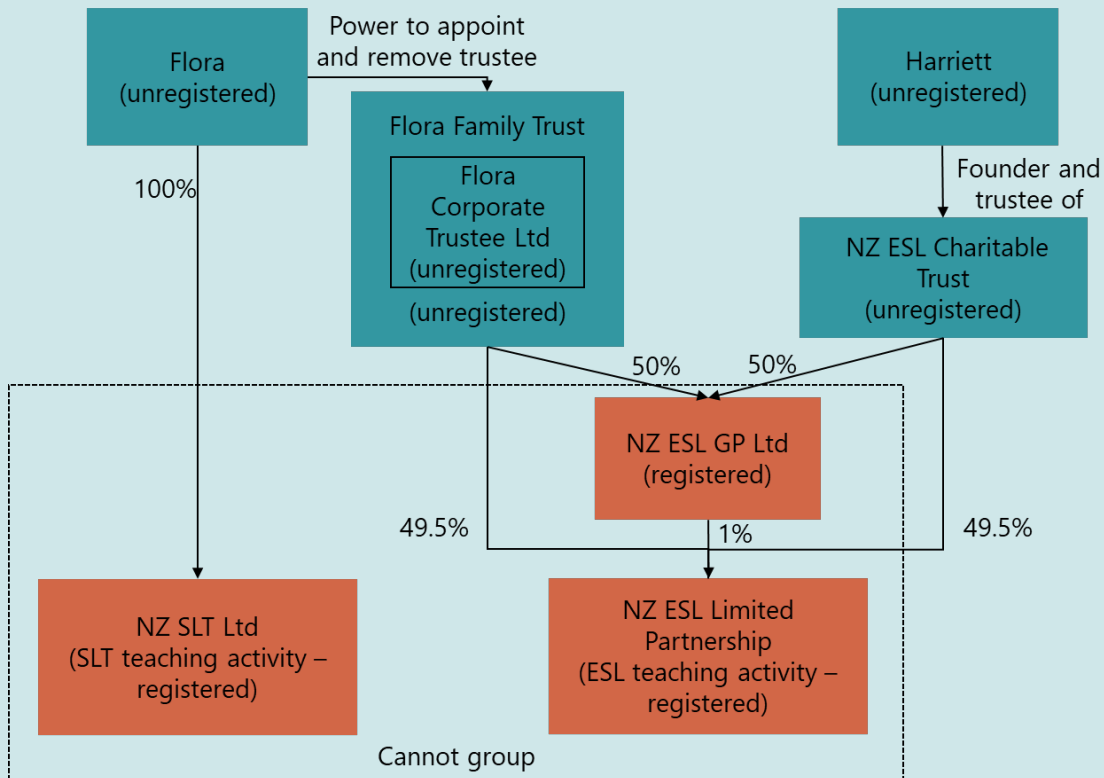 Flora
(unregistered)
Power to appoint
and remove trustee
Harriett
(unregistered)
Flora Family Trust
Flora
Corporate
Trustee Ltd
(unregistered)
(unregistered)
100%
Founder and
trustee of
NZ ESL Charitable
Trust
(unregistered)
50%
50%
NZ ESL GP Ltd
(registered)
49.5%
1%
49.5%
NZ SLT Ltd
(SLT teaching activity –
registered)
NZ ESL Limited
Partnership
(ESL teaching activity –
registered)
Cannot group